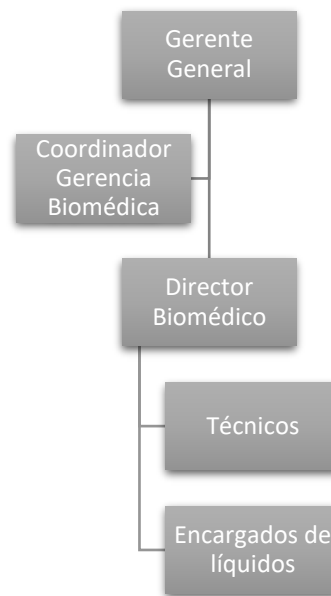 Gerente
General
Coordinador
Gerencia
Biomédica
Director
Biomédico
Técnicos
Encargados de
líquidos